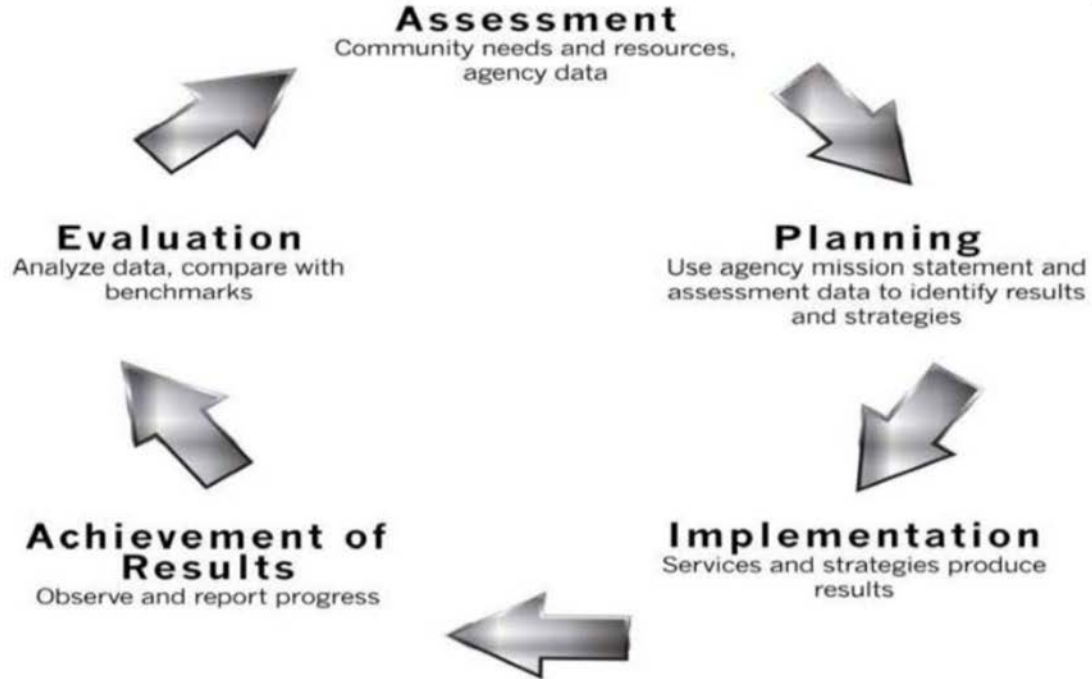 Assessment
Community needs and resources,
agency data
Planning
Use agency mission statement and
assessment data to identify results
and strategies
Implementation
Services and strategies produce
results
Achievement of
Results
Observe and report progress
Evaluation
Analyze data, compare with
benchmarks